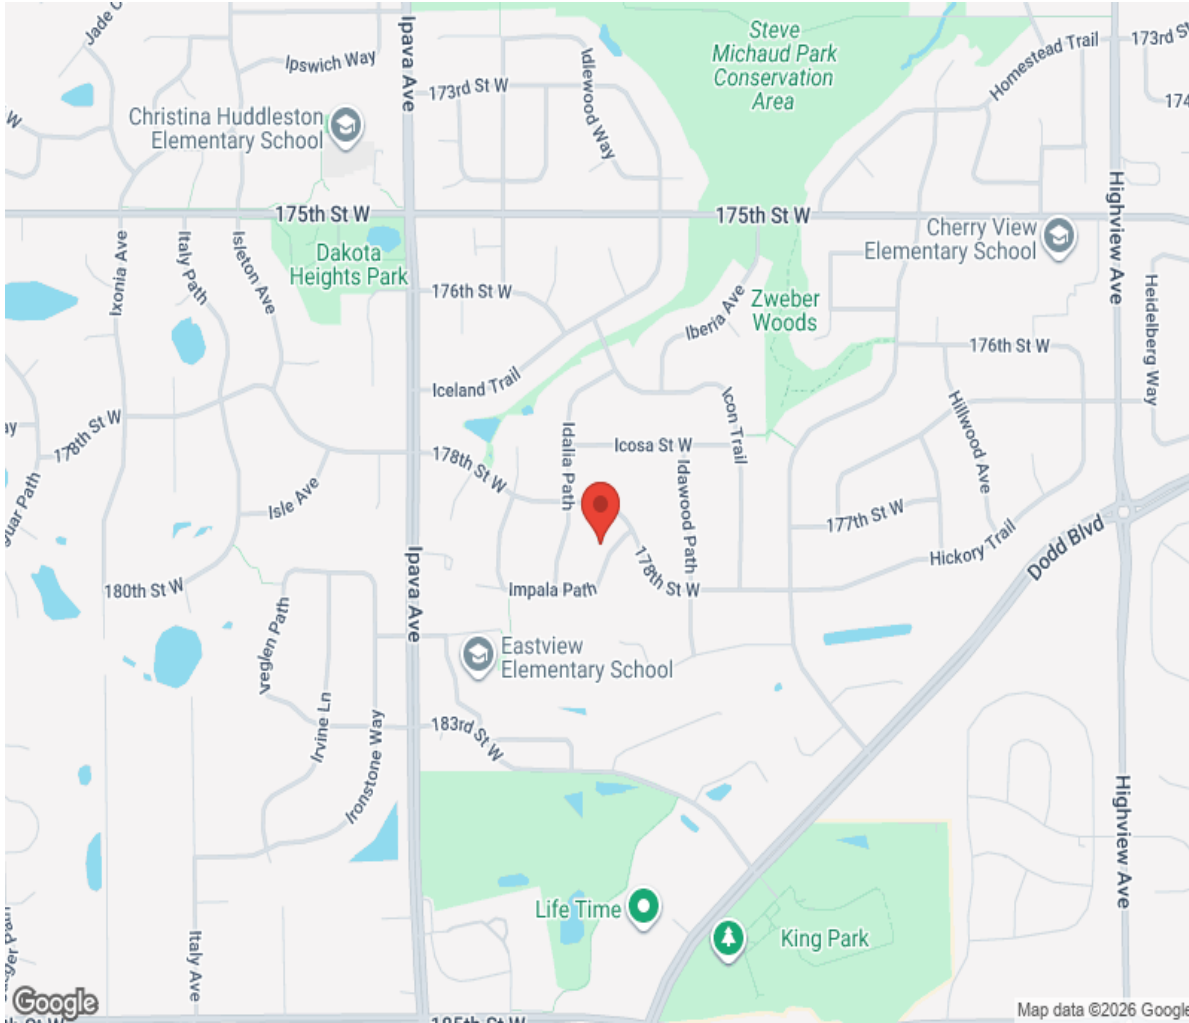 Jade
Ipswich Way
Ipava Ave
Idlewood Way
173rd St W
Steve
Michaud Park
Conservation
Area
Homestead Trail
173rd St
174
W
Christina Huddleston
Elementary School
175th St W
175th St W
Highview Ave
Cherry View
Elementary School
Ixonia Ave
Italy Path
Isleton Ave
Dakota
Heights Park
176th St W
Iberia Ave
Zweber
Woods
Heidelberg Way
176th St W
Iceland Trail
Icon Trail
Hillwood Ave
178th St W
Idalia Path
Icosa St W
178th St W
Idawood Path
Isle Ave
177th St W
Hickory Trail
Dodd Blvd
Ipava Ave
178th St W
180th St W
Impala Path
Eastview
Elementary School
Irvine Ln
Ironstone Way
183rd St W
Highview Ave
Life Time
King Park
Italy Ave
Google
Map data ©2026 Google